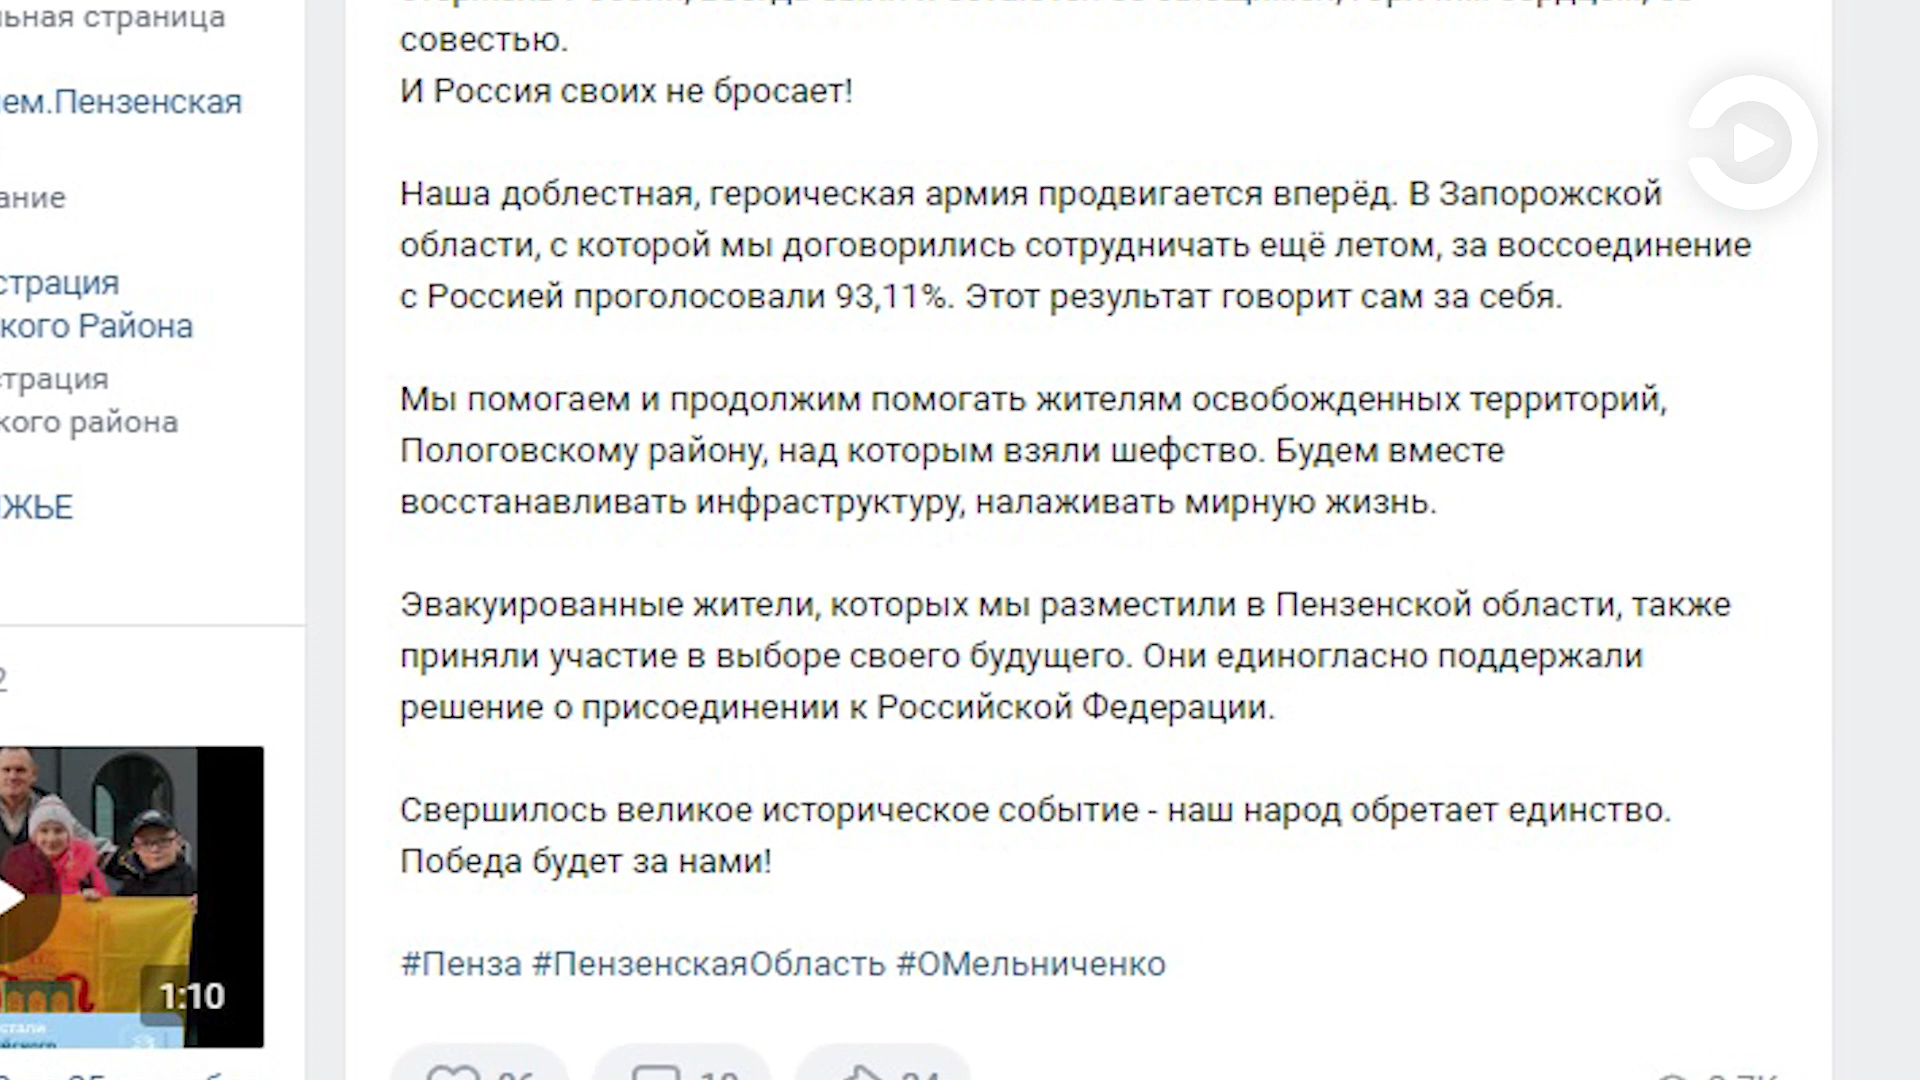 страница
совестью.
И Россия своих не бросает!
ем.Пензенская
Наша доблестная, героическая армия продвигается вперёд. В Запорожской
области, с которой мы договорились сотрудничать ещё летом, за воссоединение
с Россией проголосовали 93,11%. Этот результат говорит сам за себя.
ание
страция
кого Района
страция
кого района
Мы помогаем и продолжим помогать жителям освобожденных территорий,
Пологовскому району, над которым взяли шефство. Будем вместе
восстанавливать инфраструктуру, налаживать мирную жизнь.
ЖЬЕ
Эвакуированные жители, которых мы разместили в Пензенской области, также
приняли участие в выборе своего будущего. Они единогласно поддержали
решение о присоединении к Российской Федерации.
2
Свершилось великое историческое событие - наш народ обретает единство.
Победа будет за нами!
#Пенза #ПензенскаяОбласть #ОМельниченко
1:10
стали